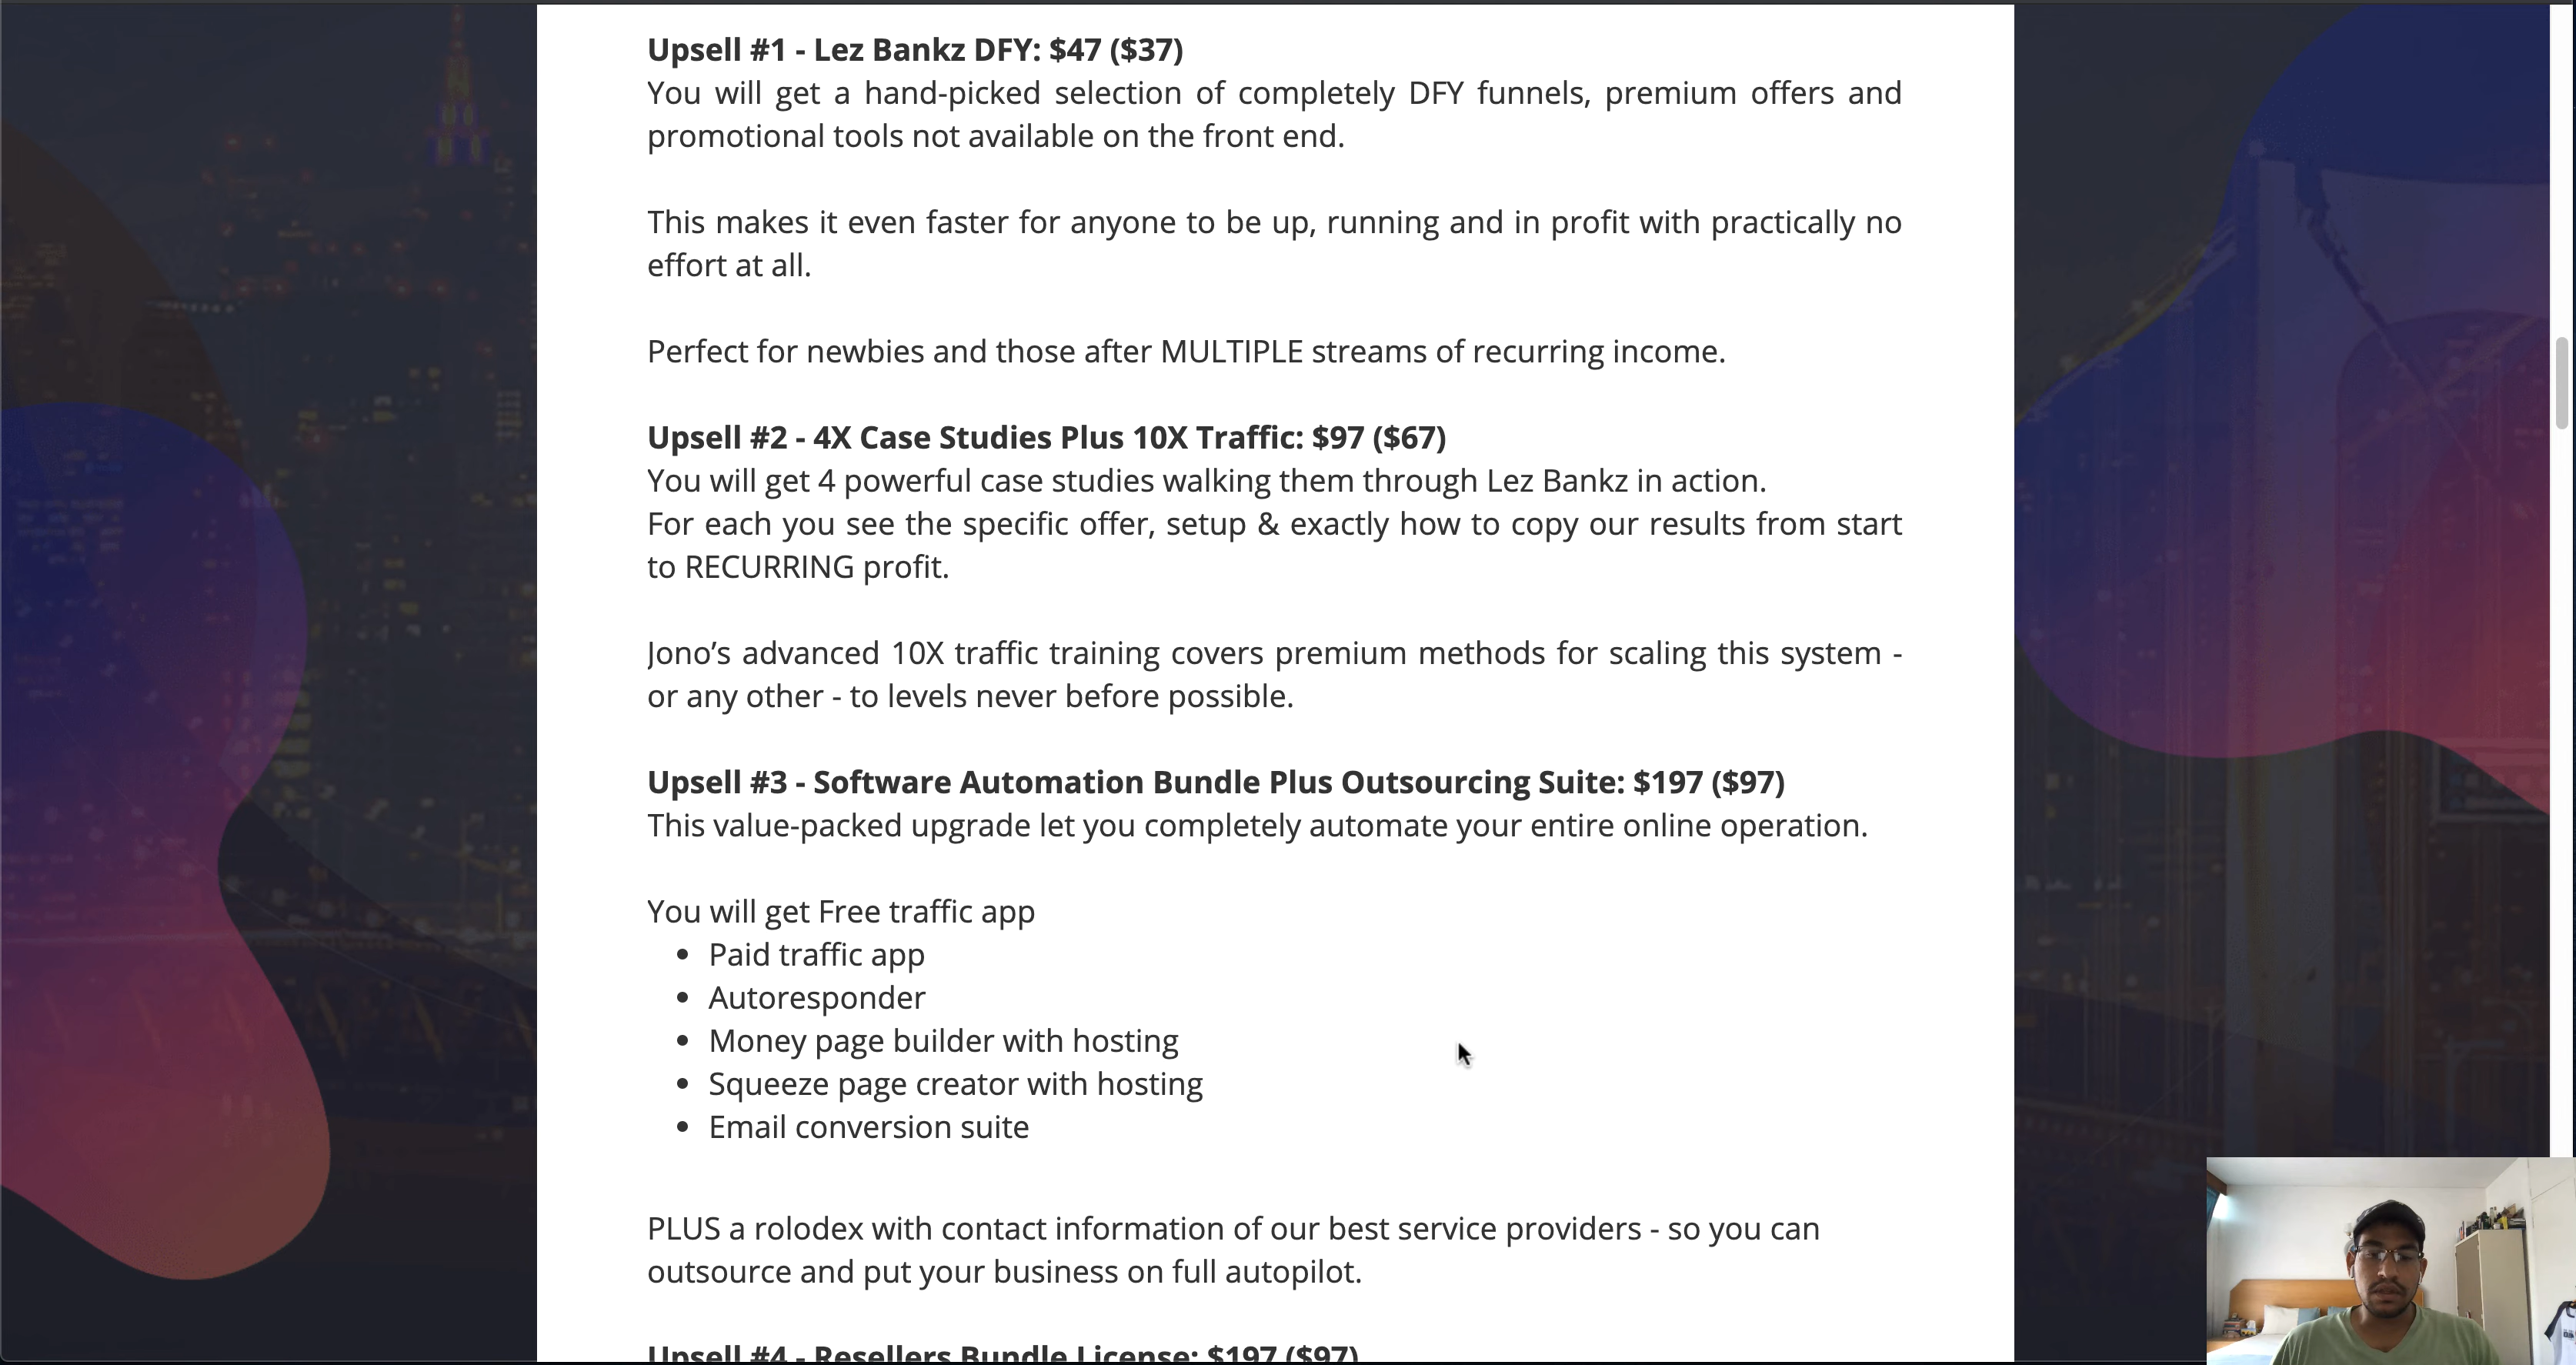 Upsell #1 - Lez Bankz DFY: $47 ($37)
You will get a hand-picked selection of completely DFY funnels, premium offers and
promotional tools not available on the front end.
This makes it even faster for anyone to be up, running and in profit with practically no
effort at all.
Perfect for newbies and those after MULTIPLE streams of recurring income.
Upsell #2 - 4X Case Studies Plus 10X Traffic: $97 ($67)
You will get 4 powerful case studies walking them through Lez Bankz in action.
For each you see the specific offer, setup & exactly how to copy our results from start
to RECURRING profit.
Jono’s advanced 10X traffic training covers premium methods for scaling this system -
or any other - to levels never before possible.
Upsell #3 - Software Automation Bundle Plus Outsourcing Suite: $197 ($97)
This value-packed upgrade let you completely automate your entire online operation.
You will get Free traffic app
• Paid traffic app
• Autoresponder
• Money page builder with hosting
• Squeeze page creator with hosting
• Email conversion suite
PLUS a rolodex with contact information of our best service providers - so you can
outsource and put your business on full autopilot.
Upsell #4 - Resellers Bundle License: $197 ($97)